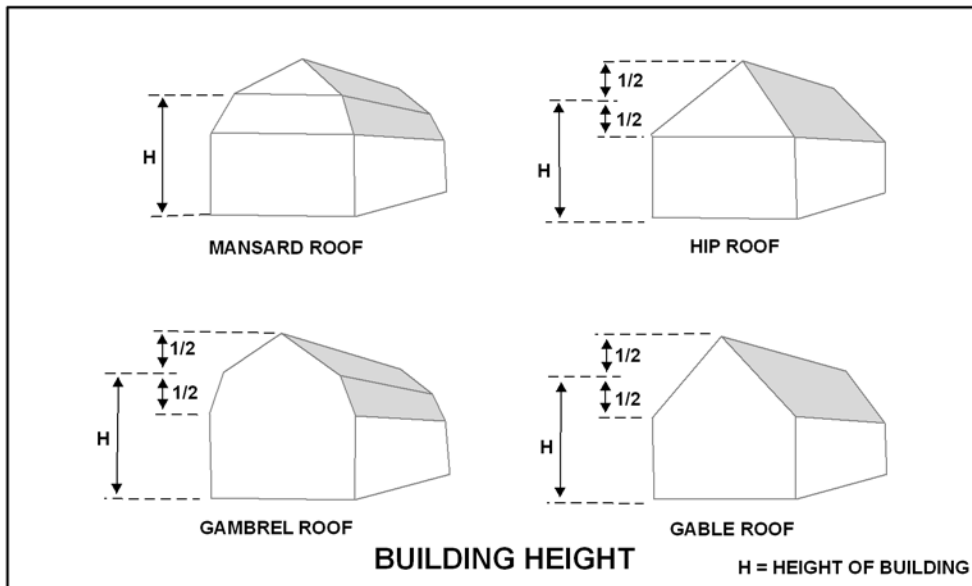 1/2
1/2
H
H
MANSARD ROOF
HIP ROOF
1/2
1/2
1/2
1/2
H
H
GAMBREL ROOF
GABLE ROOF
BUILDING HEIGHT
H = HEIGHT OF BUILDING